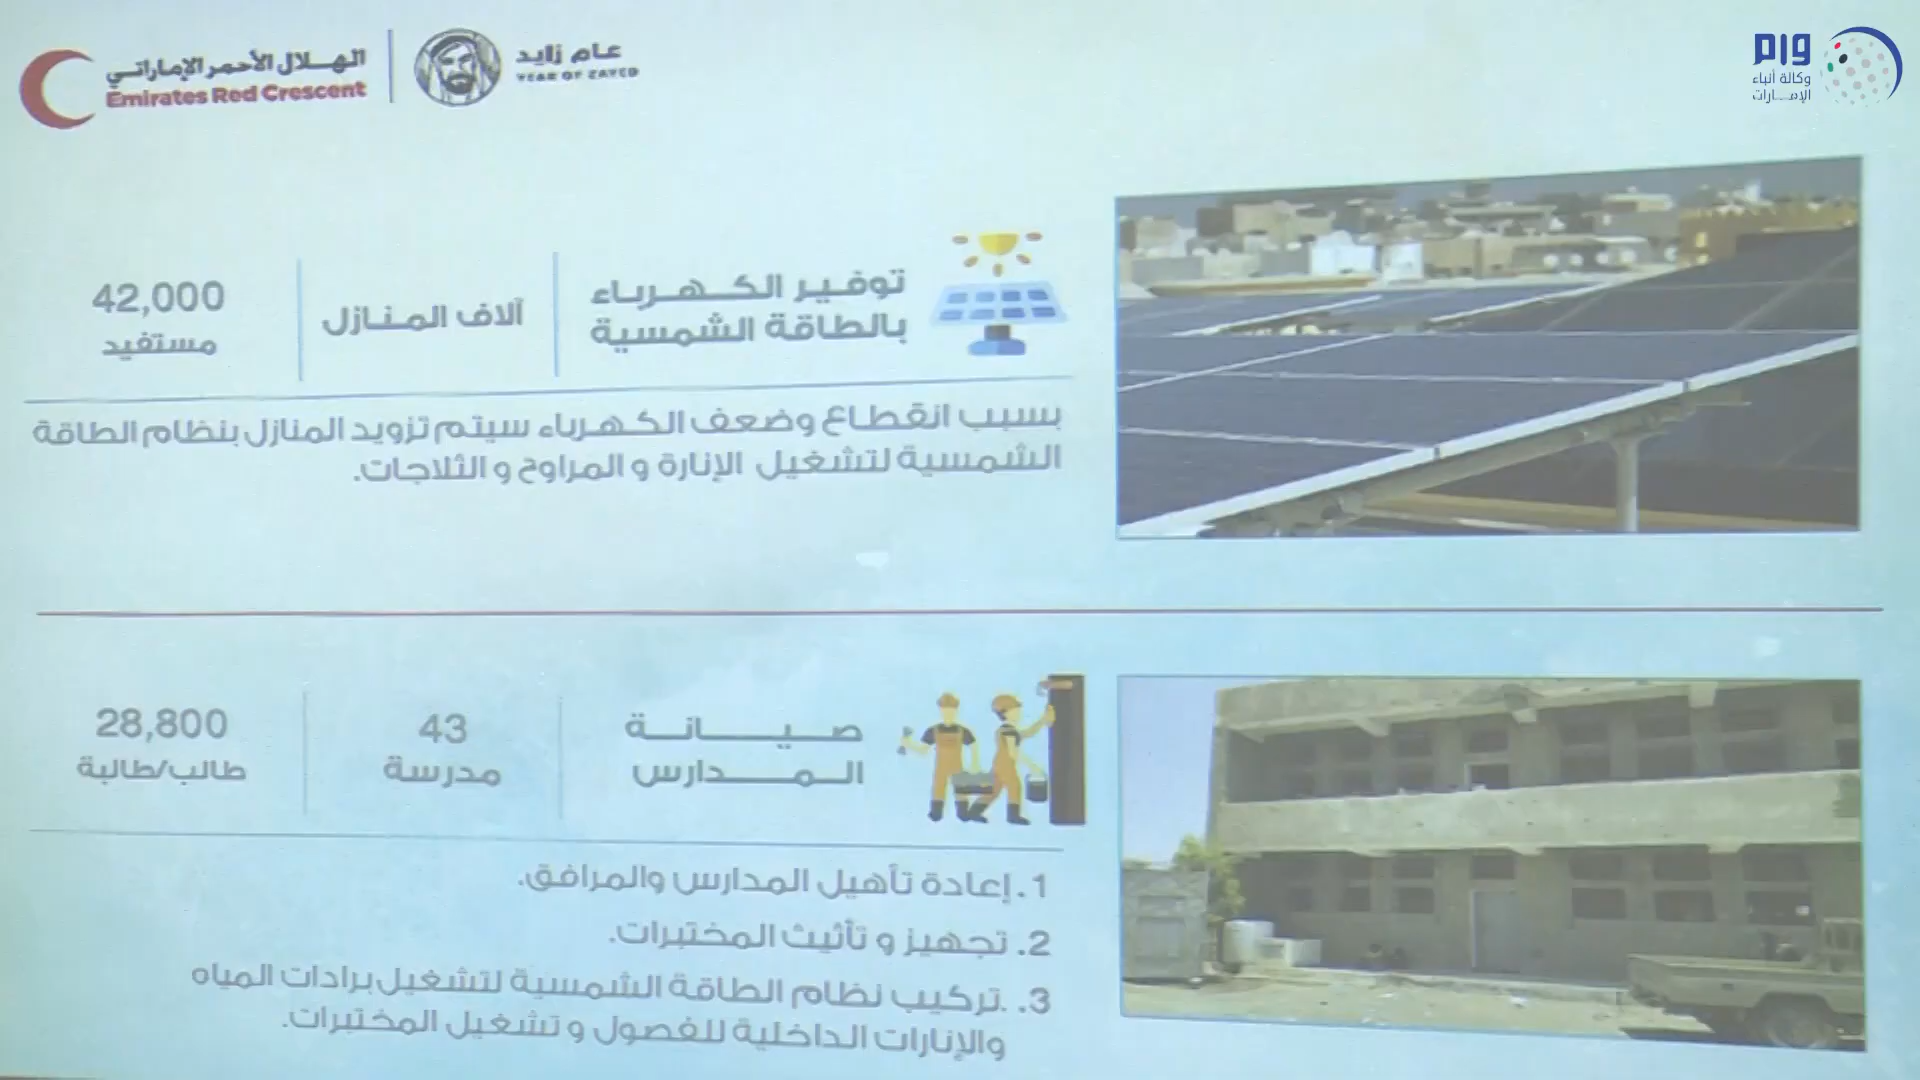 الهلال الأحمر الإماراتي
Emirates Red Crescent
عام زايد
YEAR OF ZAYED
وام
وكالة أنباء
الإمارات
توفير الكهرباء
بالطاقة الشمسية
آلاف المنازل
42,000
مستفيد
بسبب انقطاع وضعف الكهرباء سيتم تزويد المنازل بنظام الطاقة
الشمسية لتشغيل الإنارة و المراوح و الثلاجات.
صيانة
المدارس
43
مدرسة
28,800
طالب/طالبة
1. إعادة تأهيل المدارس والمرافق.
2. تجهيز و تأثيث المختبرات.
3. .تركيب نظام الطاقة الشمسية لتشغيل برادات المياه
والإنارات الداخلية للفصول و تشغيل المختبرات.